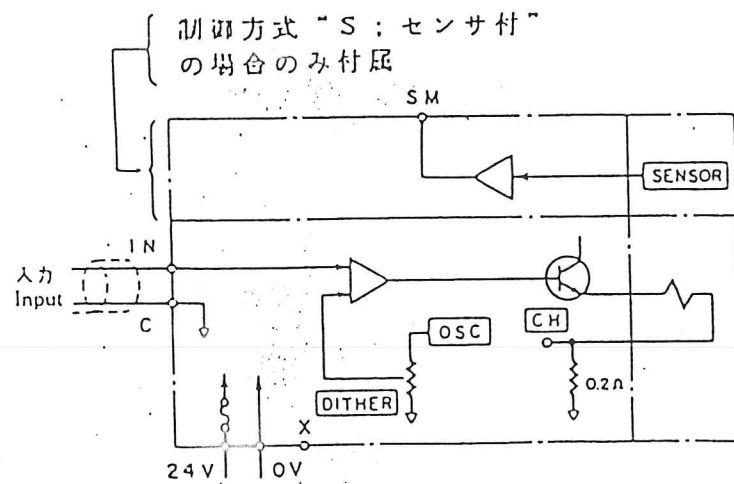 制御方式 "S：センサ付"
の場合のみ付属
SM
SENSOR
IN
入力
Input
C
OSC
CH
DITHER
0.2Ω
X
24V
0V